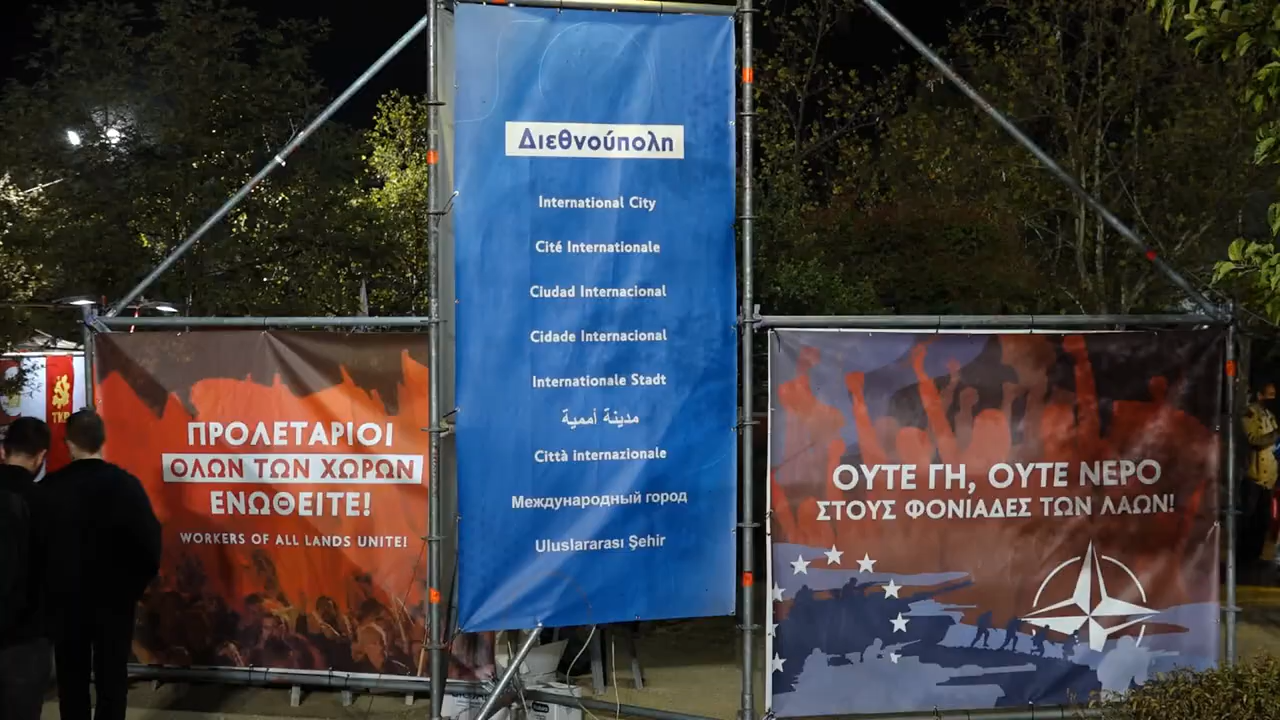 Διεθνούπολη
International City
Cité Internationale
Ciudad Internacional
Cidade Internacional
Internationale Stadt
مدينة أممية
Città internazionale
Международный город
Uluslararası Şehir
ΠΡΟΛΕΤΑΡΙΟΙ
ΟΛΩΝ ΤΩΝ ΧΩΡΩΝ
ΕΝΩΘΕΙΤΕ!
WORKERS OF ALL LANDS UNITE!
ΟΥΤΕ ΓΗ, ΟΥΤΕ ΝΕΡΟ
ΣΤΟΥΣ ΦΟΝΙΑΔΕΣ ΤΩΝ ΛΑΩΝ!
TKP